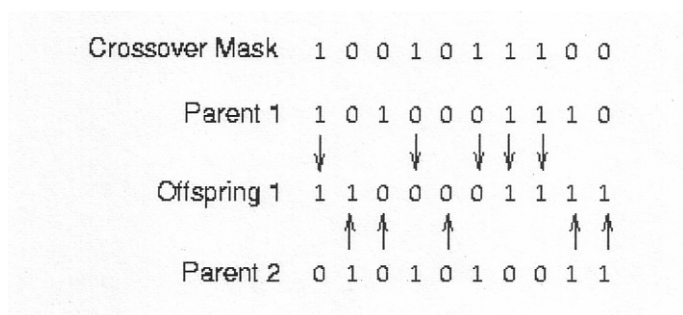 Crossover Mask 1 0 0 1 0 1 1 1 0 0
Parent 1 1 0 1 0 0 0 1 1 1 0
Offspring 1 1 1 0 0 0 0 1 1 1 1
Parent 2 0 1 0 1 0 1 0 0 1 1